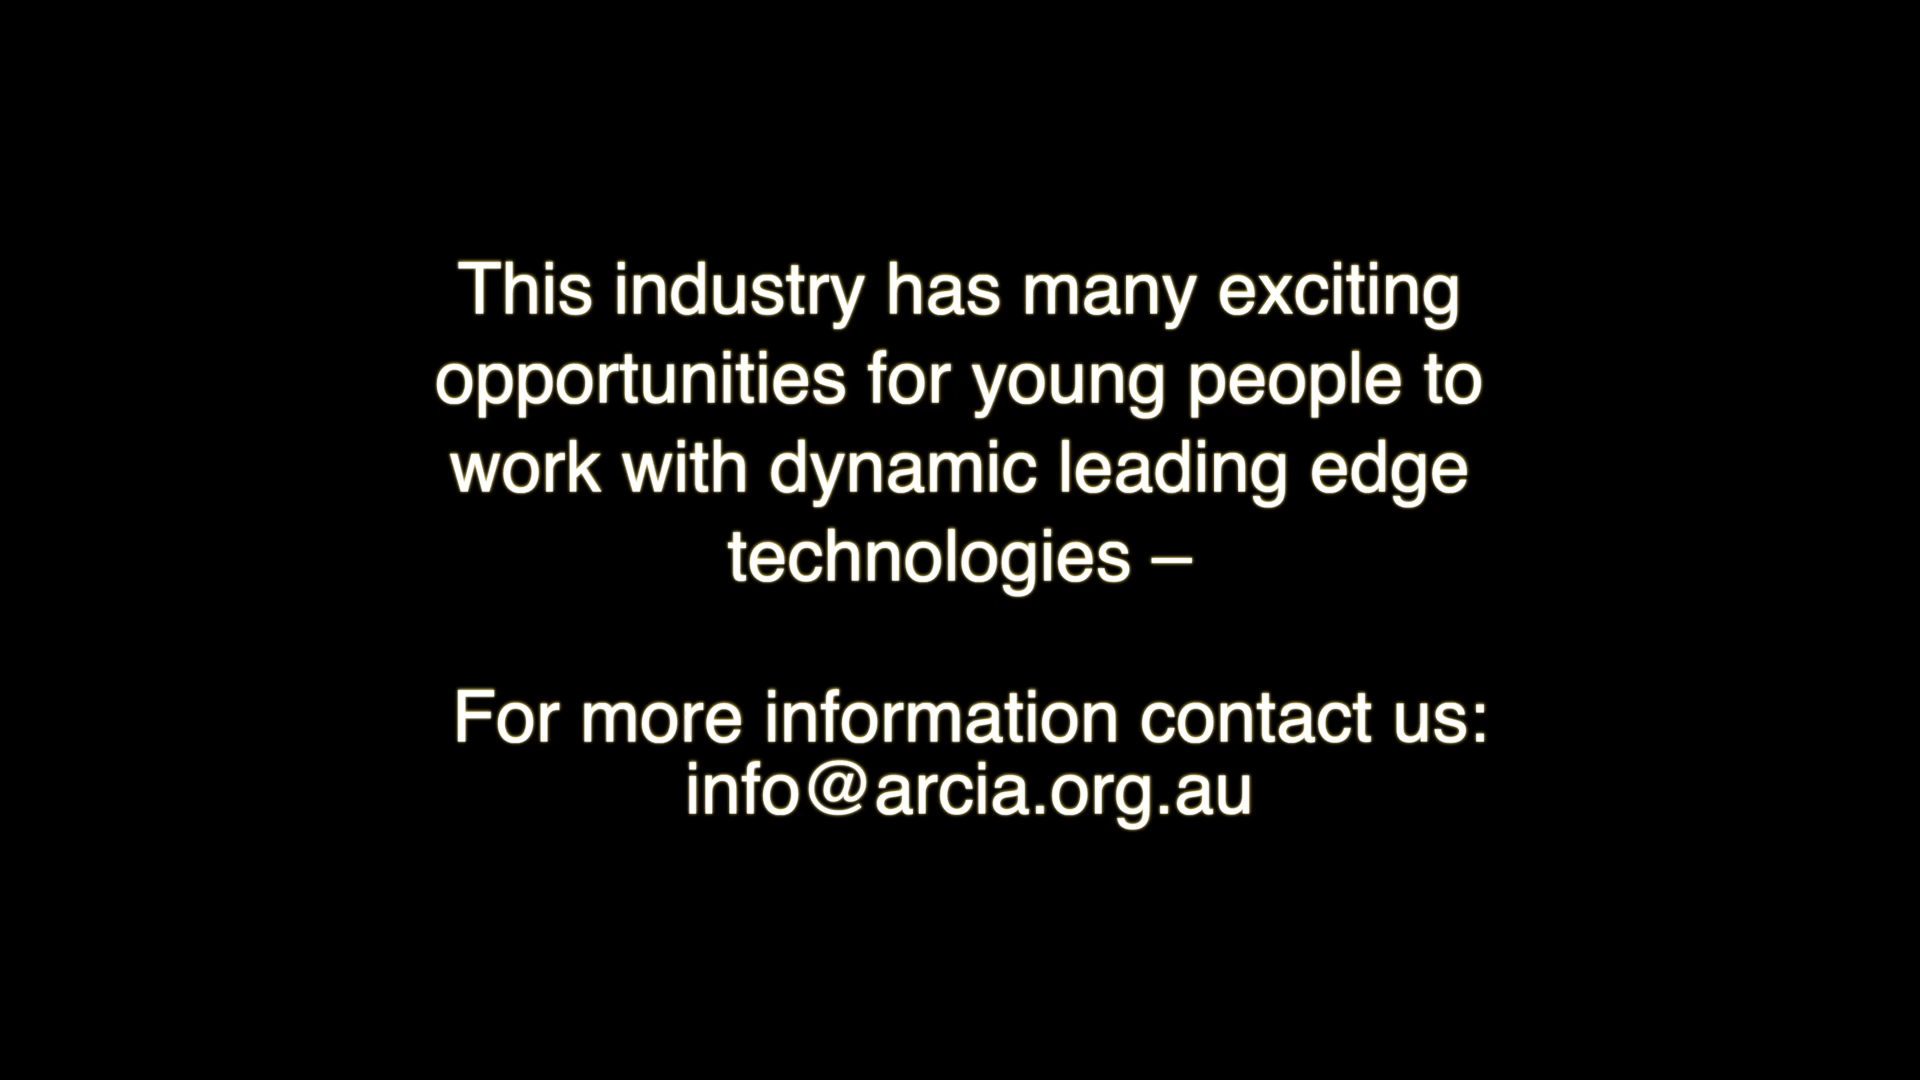 This industry has many exciting
opportunities for young people to
work with dynamic leading edge
technologies –
For more information contact us:
info@arcia.org.au